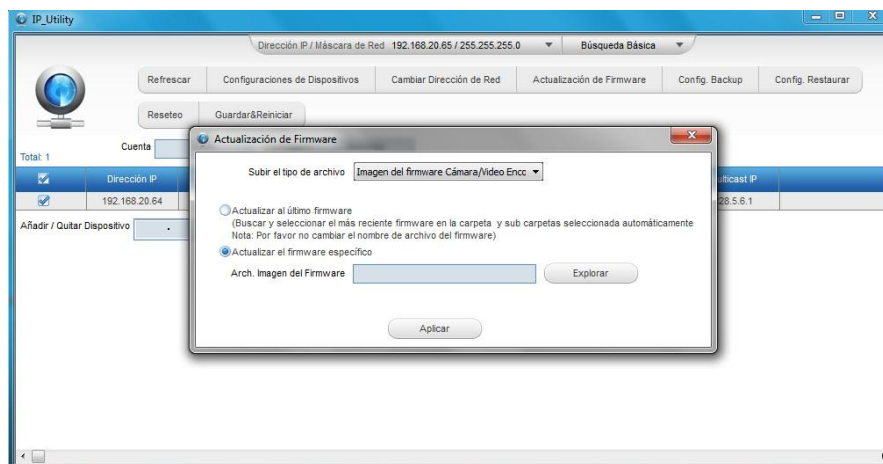 IP_Utility
Dirección IP / Máscara de Red 192.168.20.65 / 255.255.255.0 Búsqueda Básica
Refrescar Configuraciones de Dispositivos Cambiar Dirección de Red Actualización de Firmware Config. Backup Config. Restaurar
Reseteo Guardar&Reiniciar
Total: 1
Cuenta
Dirección IP
192.168.20.64
28.5.6.1
Añadir / Quitar Dispositivo
Actualización de Firmware
Subir el tipo de archivo Imagen del firmware Cámara/Video Encc
Actualizar al último firmware
(Buscar y seleccionar el más reciente firmware en la carpeta y sub carpetas seleccionada automáticamente
Nota: Por favor no cambiar el nombre de archivo del firmware)
Actualizar el firmware específico
Arch. Imagen del Firmware Explorar
Aplicar